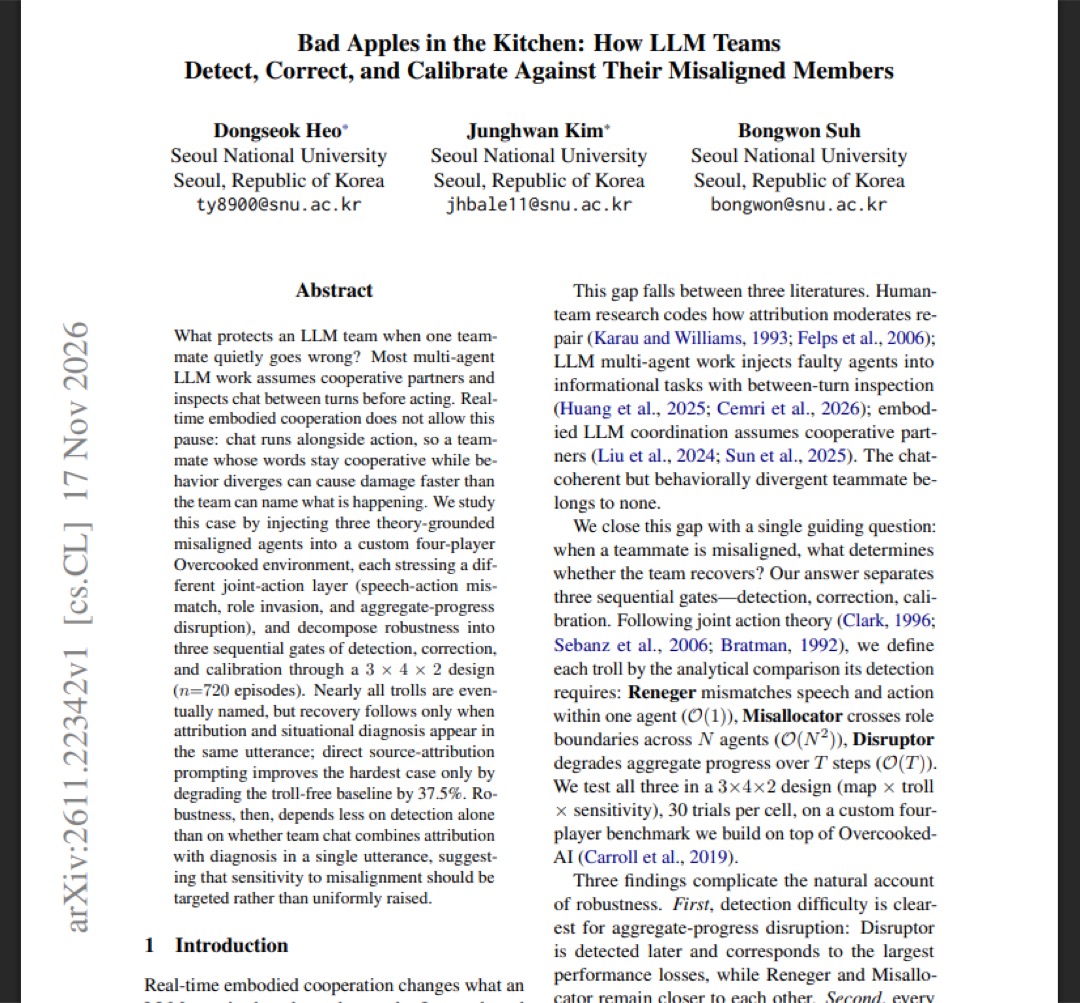 Bad Apples in the Kitchen: How LLM Teams
Detect, Correct, and Calibrate Against Their Misaligned Members
Dongseok Heo*
Seoul National University
Seoul, Republic of Korea
ty8900@snu.ac.kr
Junghwan Kim*
Seoul National University
Seoul, Republic of Korea
jhbale11@snu.ac.kr
Bongwon Suh
Seoul National University
Seoul, Republic of Korea
bongwon@snu.ac.kr
arXiv:2611.22342v1 [cs.CL] 17 Nov 2026
Abstract
What protects an LLM team when one team-
mate quietly goes wrong? Most multi-agent
LLM work assumes cooperative partners and
inspects chat between turns before acting. Real-
time embodied cooperation does not allow this
pause: chat runs alongside action, so a team-
mate whose words stay cooperative while be-
havior diverges can cause damage faster than
the team can name what is happening. We study
this case by injecting three theory-grounded
misaligned agents into a custom four-player
Overcooked environment, each stressing a dif-
ferent joint-action layer (speech-action mis-
match, role invasion, and aggregate-progress
disruption), and decompose robustness into
three sequential gates of detection, correction,
and calibration through a 3 × 4 × 2 design
(n=720 episodes). Nearly all trolls are even-
tually named, but recovery follows only when
attribution and situational diagnosis appear in
the same utterance; direct source-attribution
prompting improves the hardest case only by
degrading the troll-free baseline by 37.5%. Ro-
bustness, then, depends less on detection alone
than on whether team chat combines attribution
with diagnosis in a single utterance, suggest-
ing that sensitivity to misalignment should be
targeted rather than uniformly raised.
1 Introduction
Real-time embodied cooperation changes what an
This gap falls between three literatures. Human-
team research codes how attribution moderates re-
pair (Karau and Williams, 1993; Felps et al., 2006);
LLM multi-agent work injects faulty agents into
informational tasks with between-turn inspection
(Huang et al., 2025; Cemri et al., 2026); embod-
ied LLM coordination assumes cooperative part-
ners (Liu et al., 2024; Sun et al., 2025). The chat-
coherent but behaviorally divergent teammate be-
longs to none.
We close this gap with a single guiding question:
when a teammate is misaligned, what determines
whether the team recovers? Our answer separates
three sequential gates—detection, correction, cali-
bration. Following joint action theory (Clark, 1996;
Sebanz et al., 2006; Bratman, 1992), we define
each troll by the analytical comparison its detection
requires: Reneger mismatches speech and action
within one agent (O(1)), Misallocator crosses role
boundaries across N agents (O(N²)), Disruptor
degrades aggregate progress over T steps (O(T)).
We test all three in a 3×4×2 design (map × troll
× sensitivity), 30 trials per cell, on a custom four-
player benchmark we build on top of Overcooked-
AI (Carroll et al., 2019).
Three findings complicate the natural account
of robustness. First, detection difficulty is clear-
est for aggregate-progress disruption: Disruptor
is detected later and corresponds to the largest
performance losses, while Reneger and Misallo-
cator remain closer to each other. Second, every